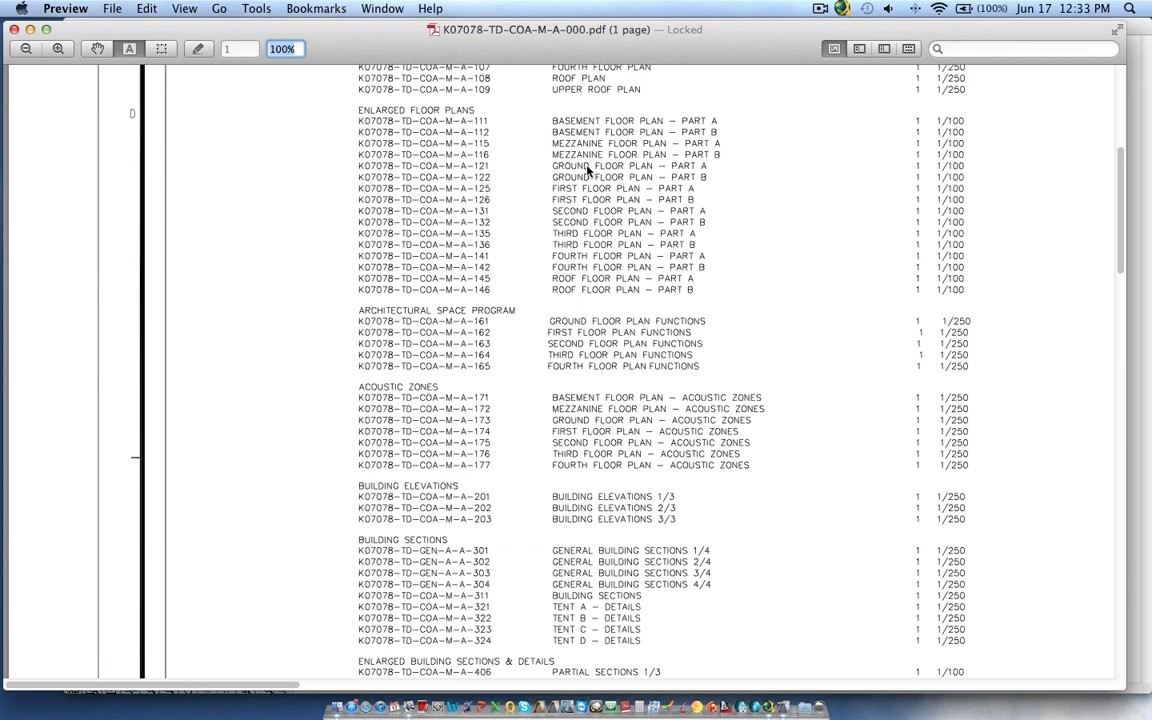 Preview File Edit View Go Tools Bookmarks Window Help (100%) Jun 17 12:33 PM
K07078-TD-COA-M-A-000.pdf (1 page) — Locked
A 1 100%
D
K07078-TD-COA-M-A-107 FOURTH FLOOR PLAN 1 1/250
K07078-TD-COA-M-A-108 ROOF PLAN 1 1/250
K07078-TD-COA-M-A-109 UPPER ROOF PLAN 1 1/250
ENLARGED FLOOR PLANS
K07078-TD-COA-M-A-111 BASEMENT FLOOR PLAN – PART A 1 1/100
K07078-TD-COA-M-A-112 BASEMENT FLOOR PLAN – PART B 1 1/100
K07078-TD-COA-M-A-115 MEZZANINE FLOOR PLAN – PART A 1 1/100
K07078-TD-COA-M-A-116 MEZZANINE FLOOR PLAN – PART B 1 1/100
K07078-TD-COA-M-A-121 GROUND FLOOR PLAN – PART A 1 1/100
K07078-TD-COA-M-A-122 GROUND FLOOR PLAN – PART B 1 1/100
K07078-TD-COA-M-A-125 FIRST FLOOR PLAN – PART A 1 1/100
K07078-TD-COA-M-A-126 FIRST FLOOR PLAN – PART B 1 1/100
K07078-TD-COA-M-A-131 SECOND FLOOR PLAN – PART A 1 1/100
K07078-TD-COA-M-A-132 SECOND FLOOR PLAN – PART B 1 1/100
K07078-TD-COA-M-A-135 THIRD FLOOR PLAN – PART A 1 1/100
K07078-TD-COA-M-A-136 THIRD FLOOR PLAN – PART B 1 1/100
K07078-TD-COA-M-A-141 FOURTH FLOOR PLAN – PART A 1 1/100
K07078-TD-COA-M-A-142 FOURTH FLOOR PLAN – PART B 1 1/100
K07078-TD-COA-M-A-145 ROOF FLOOR PLAN – PART A 1 1/100
K07078-TD-COA-M-A-146 ROOF FLOOR PLAN – PART B 1 1/100
ARCHITECTURAL SPACE PROGRAM
K07078-TD-COA-M-A-161 GROUND FLOOR PLAN FUNCTIONS 1 1/250
K07078-TD-COA-M-A-162 FIRST FLOOR PLAN FUNCTIONS 1 1/250
K07078-TD-COA-M-A-163 SECOND FLOOR PLAN FUNCTIONS 1 1/250
K07078-TD-COA-M-A-164 THIRD FLOOR PLAN FUNCTIONS 1 1/250
K07078-TD-COA-M-A-165 FOURTH FLOOR PLAN FUNCTIONS 1 1/250
ACOUSTIC ZONES
K07078-TD-COA-M-A-171 BASEMENT FLOOR PLAN – ACOUSTIC ZONES 1 1/250
K07078-TD-COA-M-A-172 MEZZANINE FLOOR PLAN – ACOUSTIC ZONES 1 1/250
K07078-TD-COA-M-A-173 GROUND FLOOR PLAN – ACOUSTIC ZONES 1 1/250
K07078-TD-COA-M-A-174 FIRST FLOOR PLAN – ACOUSTIC ZONES 1 1/250
K07078-TD-COA-M-A-175 SECOND FLOOR PLAN – ACOUSTIC ZONES 1 1/250
K07078-TD-COA-M-A-176 THIRD FLOOR PLAN – ACOUSTIC ZONES 1 1/250
K07078-TD-COA-M-A-177 FOURTH FLOOR PLAN – ACOUSTIC ZONES 1 1/250
BUILDING ELEVATIONS
K07078-TD-COA-M-A-201 BUILDING ELEVATIONS 1/3 1 1/250
K07078-TD-COA-M-A-202 BUILDING ELEVATIONS 2/3 1 1/250
K07078-TD-COA-M-A-203 BUILDING ELEVATIONS 3/3 1 1/250
BUILDING SECTIONS
K07078-TD-GEN-A-A-301 GENERAL BUILDING SECTIONS 1/4 1 1/250
K07078-TD-GEN-A-A-302 GENERAL BUILDING SECTIONS 2/4 1 1/250
K07078-TD-GEN-A-A-303 GENERAL BUILDING SECTIONS 3/4 1 1/250
K07078-TD-GEN-A-A-304 GENERAL BUILDING SECTIONS 4/4 1 1/250
K07078-TD-COA-M-A-311 BUILDING SECTIONS 1 1/250
K07078-TD-COA-M-A-321 TENT A – DETAILS 1 1/250
K07078-TD-COA-M-A-322 TENT B – DETAILS 1 1/250
K07078-TD-COA-M-A-323 TENT C – DETAILS 1 1/250
K07078-TD-COA-M-A-324 TENT D – DETAILS 1 1/250
ENLARGED BUILDING SECTIONS & DETAILS
K07078-TD-COA-M-A-406 PARTIAL SECTIONS 1/3 1 1/100